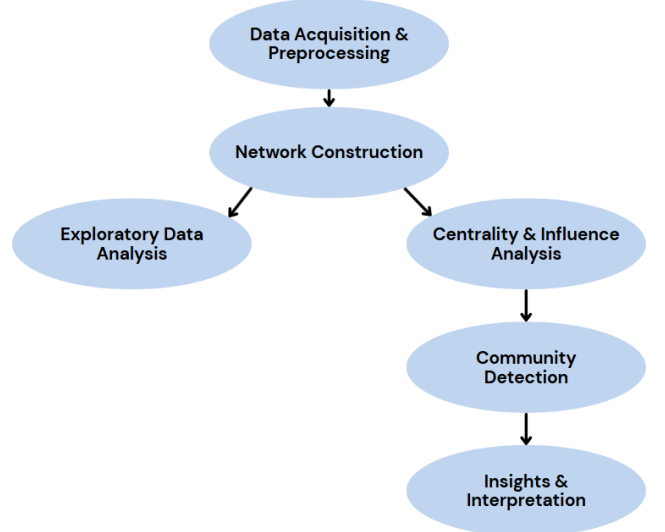 Data Acquisition &
Preprocessing
Network Construction
Exploratory Data
Analysis
Centrality & Influence
Analysis
Community
Detection
Insights &
Interpretation